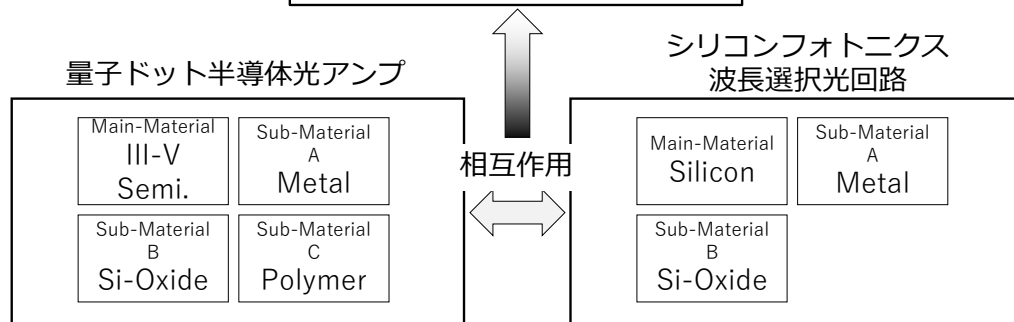 量子ドット半導体光アンプ
Main-Material
III-V
Semi.
Sub-Material
A
Metal
Sub-Material
B
Si-Oxide
Sub-Material
C
Polymer
相互作用
シリコンフォトニクス
波長選択光回路
Main-Material
Silicon
Sub-Material
A
Metal
Sub-Material
B
Si-Oxide